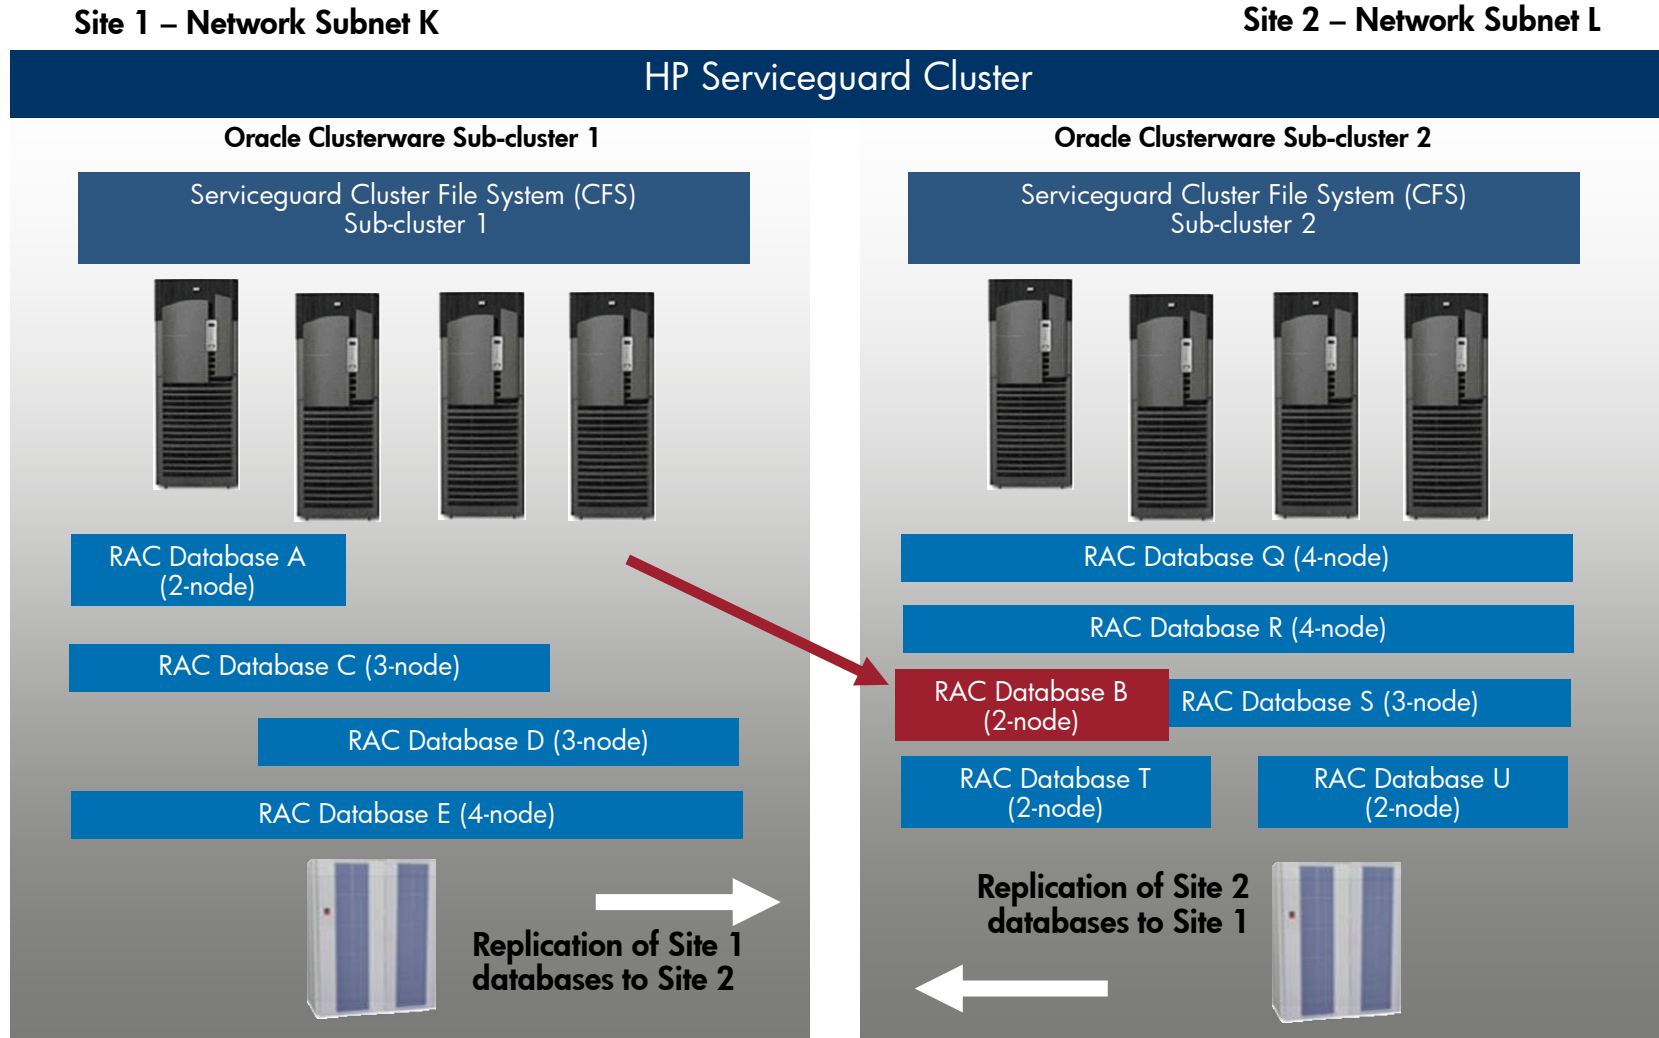 Site 1 – Network Subnet K
Site 2 – Network Subnet L
HP Serviceguard Cluster
Oracle Clusterware Sub-cluster 1
Serviceguard Cluster File System (CFS)
Sub-cluster 1
RAC Database A
(2-node)
RAC Database C (3-node)
RAC Database D (3-node)
RAC Database E (4-node)
Replication of Site 1
databases to Site 2
Oracle Clusterware Sub-cluster 2
Serviceguard Cluster File System (CFS)
Sub-cluster 2
RAC Database Q (4-node)
RAC Database R (4-node)
RAC Database B
(2-node)
RAC Database S (3-node)
RAC Database T
(2-node)
RAC Database U
(2-node)
Replication of Site 2
databases to Site 1